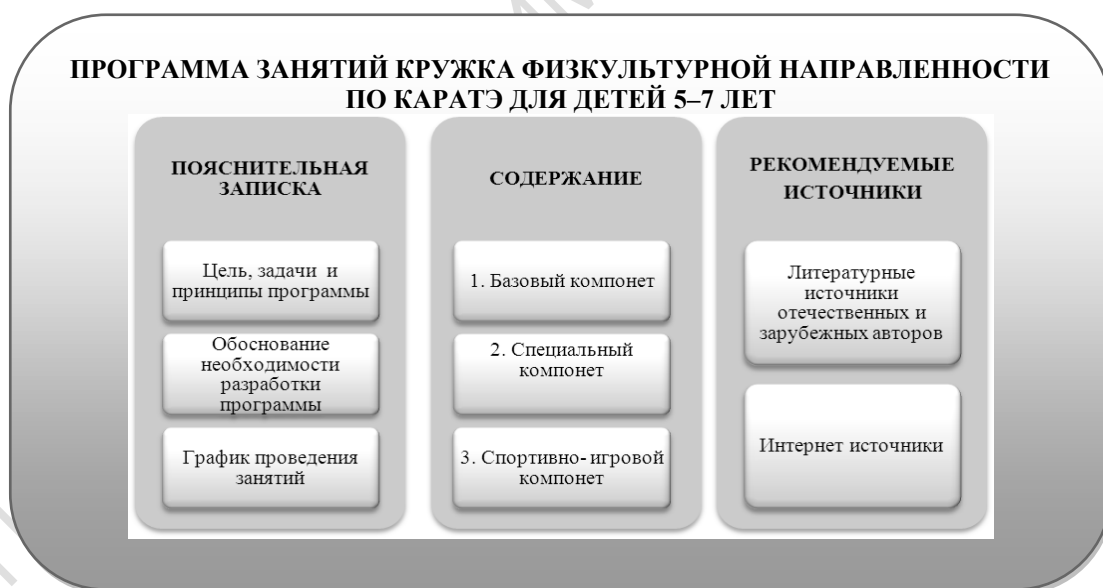 ПРОГРАММА ЗАНЯТИЙ КРУЖКА ФИЗКУЛЬТУРНОЙ НАПРАВЛЕННОСТИ
ПО КАРАТЭ ДЛЯ ДЕТЕЙ 5–7 ЛЕТ
ПОЯСНИТЕЛЬНАЯ
ЗАПИСКА
Цель, задачи и
принципы программы
Обоснование
необходимости
разработки
программы
График проведения
занятий
СОДЕРЖАНИЕ
1. Базовый компонет
2. Специальный
компонет
3. Спортивно- игровой
компонет
РЕКОМЕНДУЕМЫЕ
ИСТОЧНИКИ
Литературные
источники
отечественных и
зарубежных авторов
Интернет источники